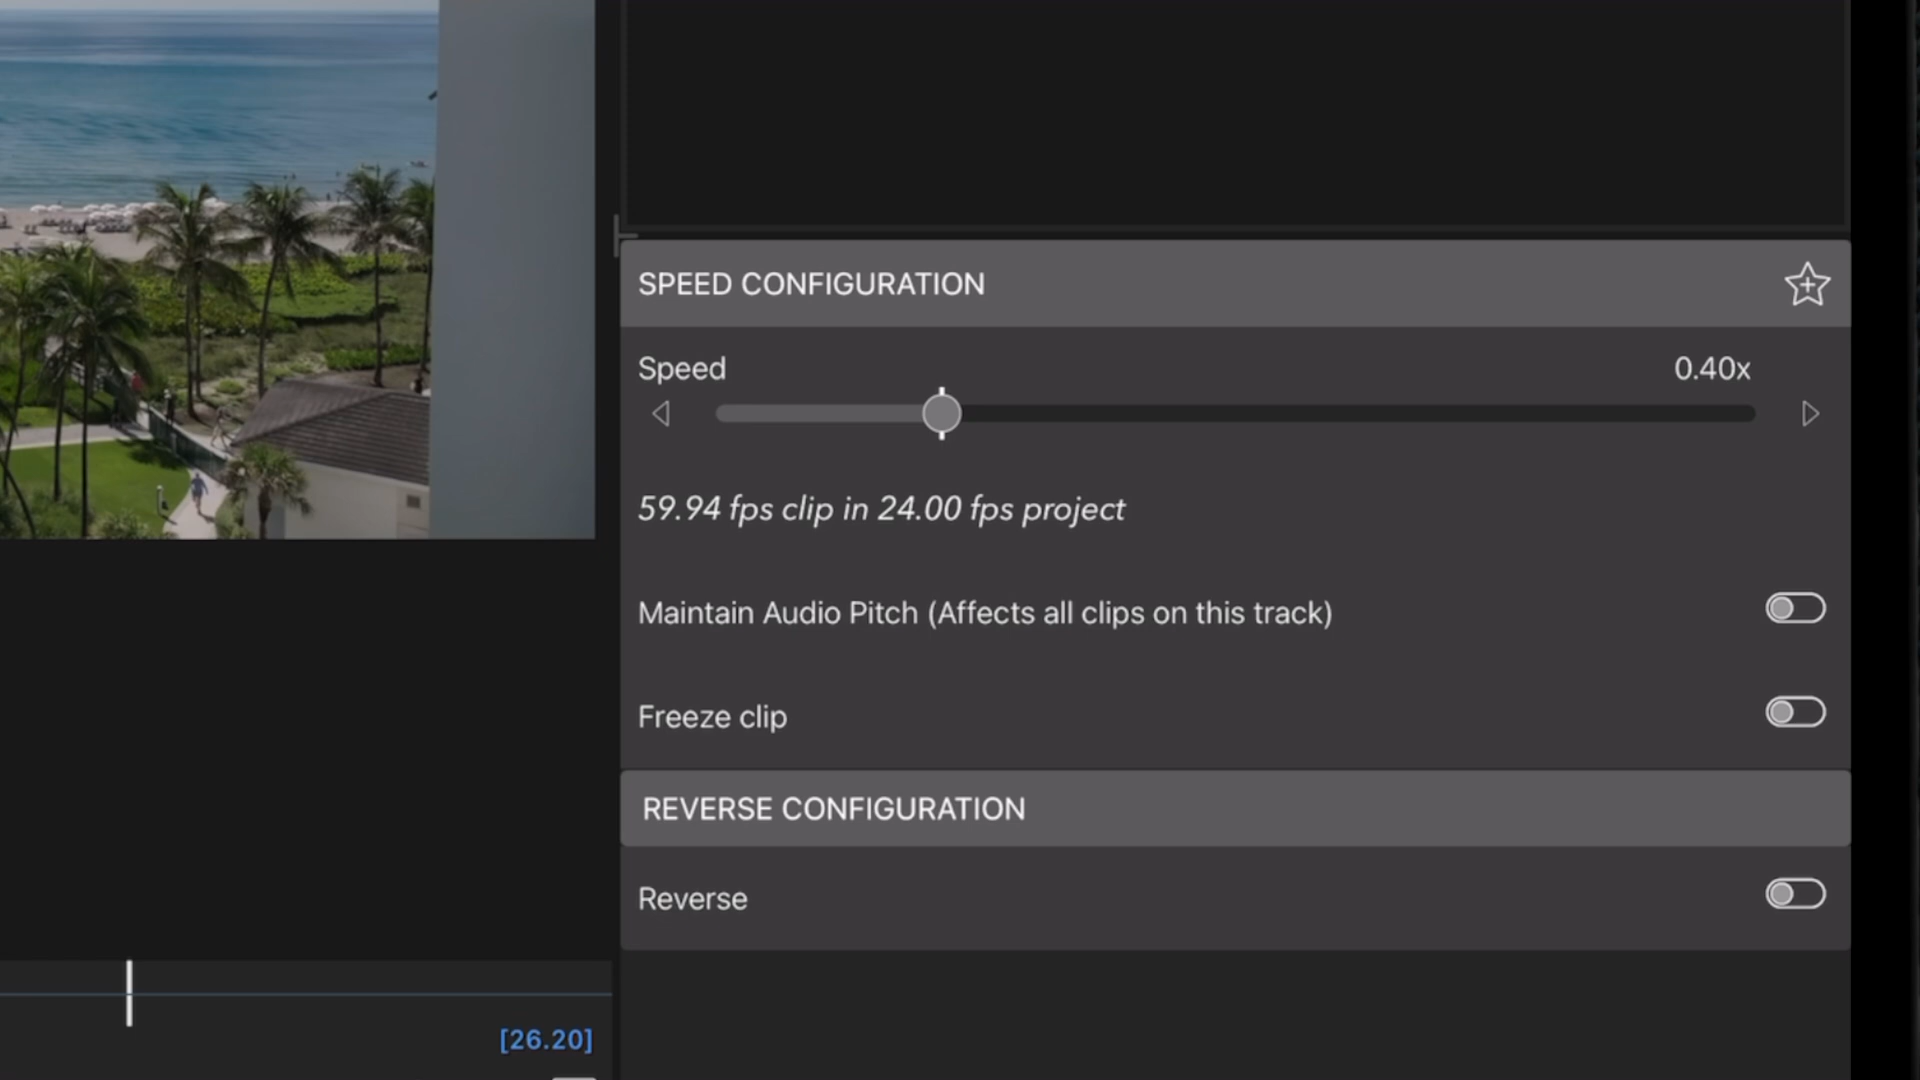 SPEED CONFIGURATION
Speed
0.40x
59.94 fps clip in 24.00 fps project
Maintain Audio Pitch (Affects all clips on this track)
Freeze clip
REVERSE CONFIGURATION
Reverse
[26.20]